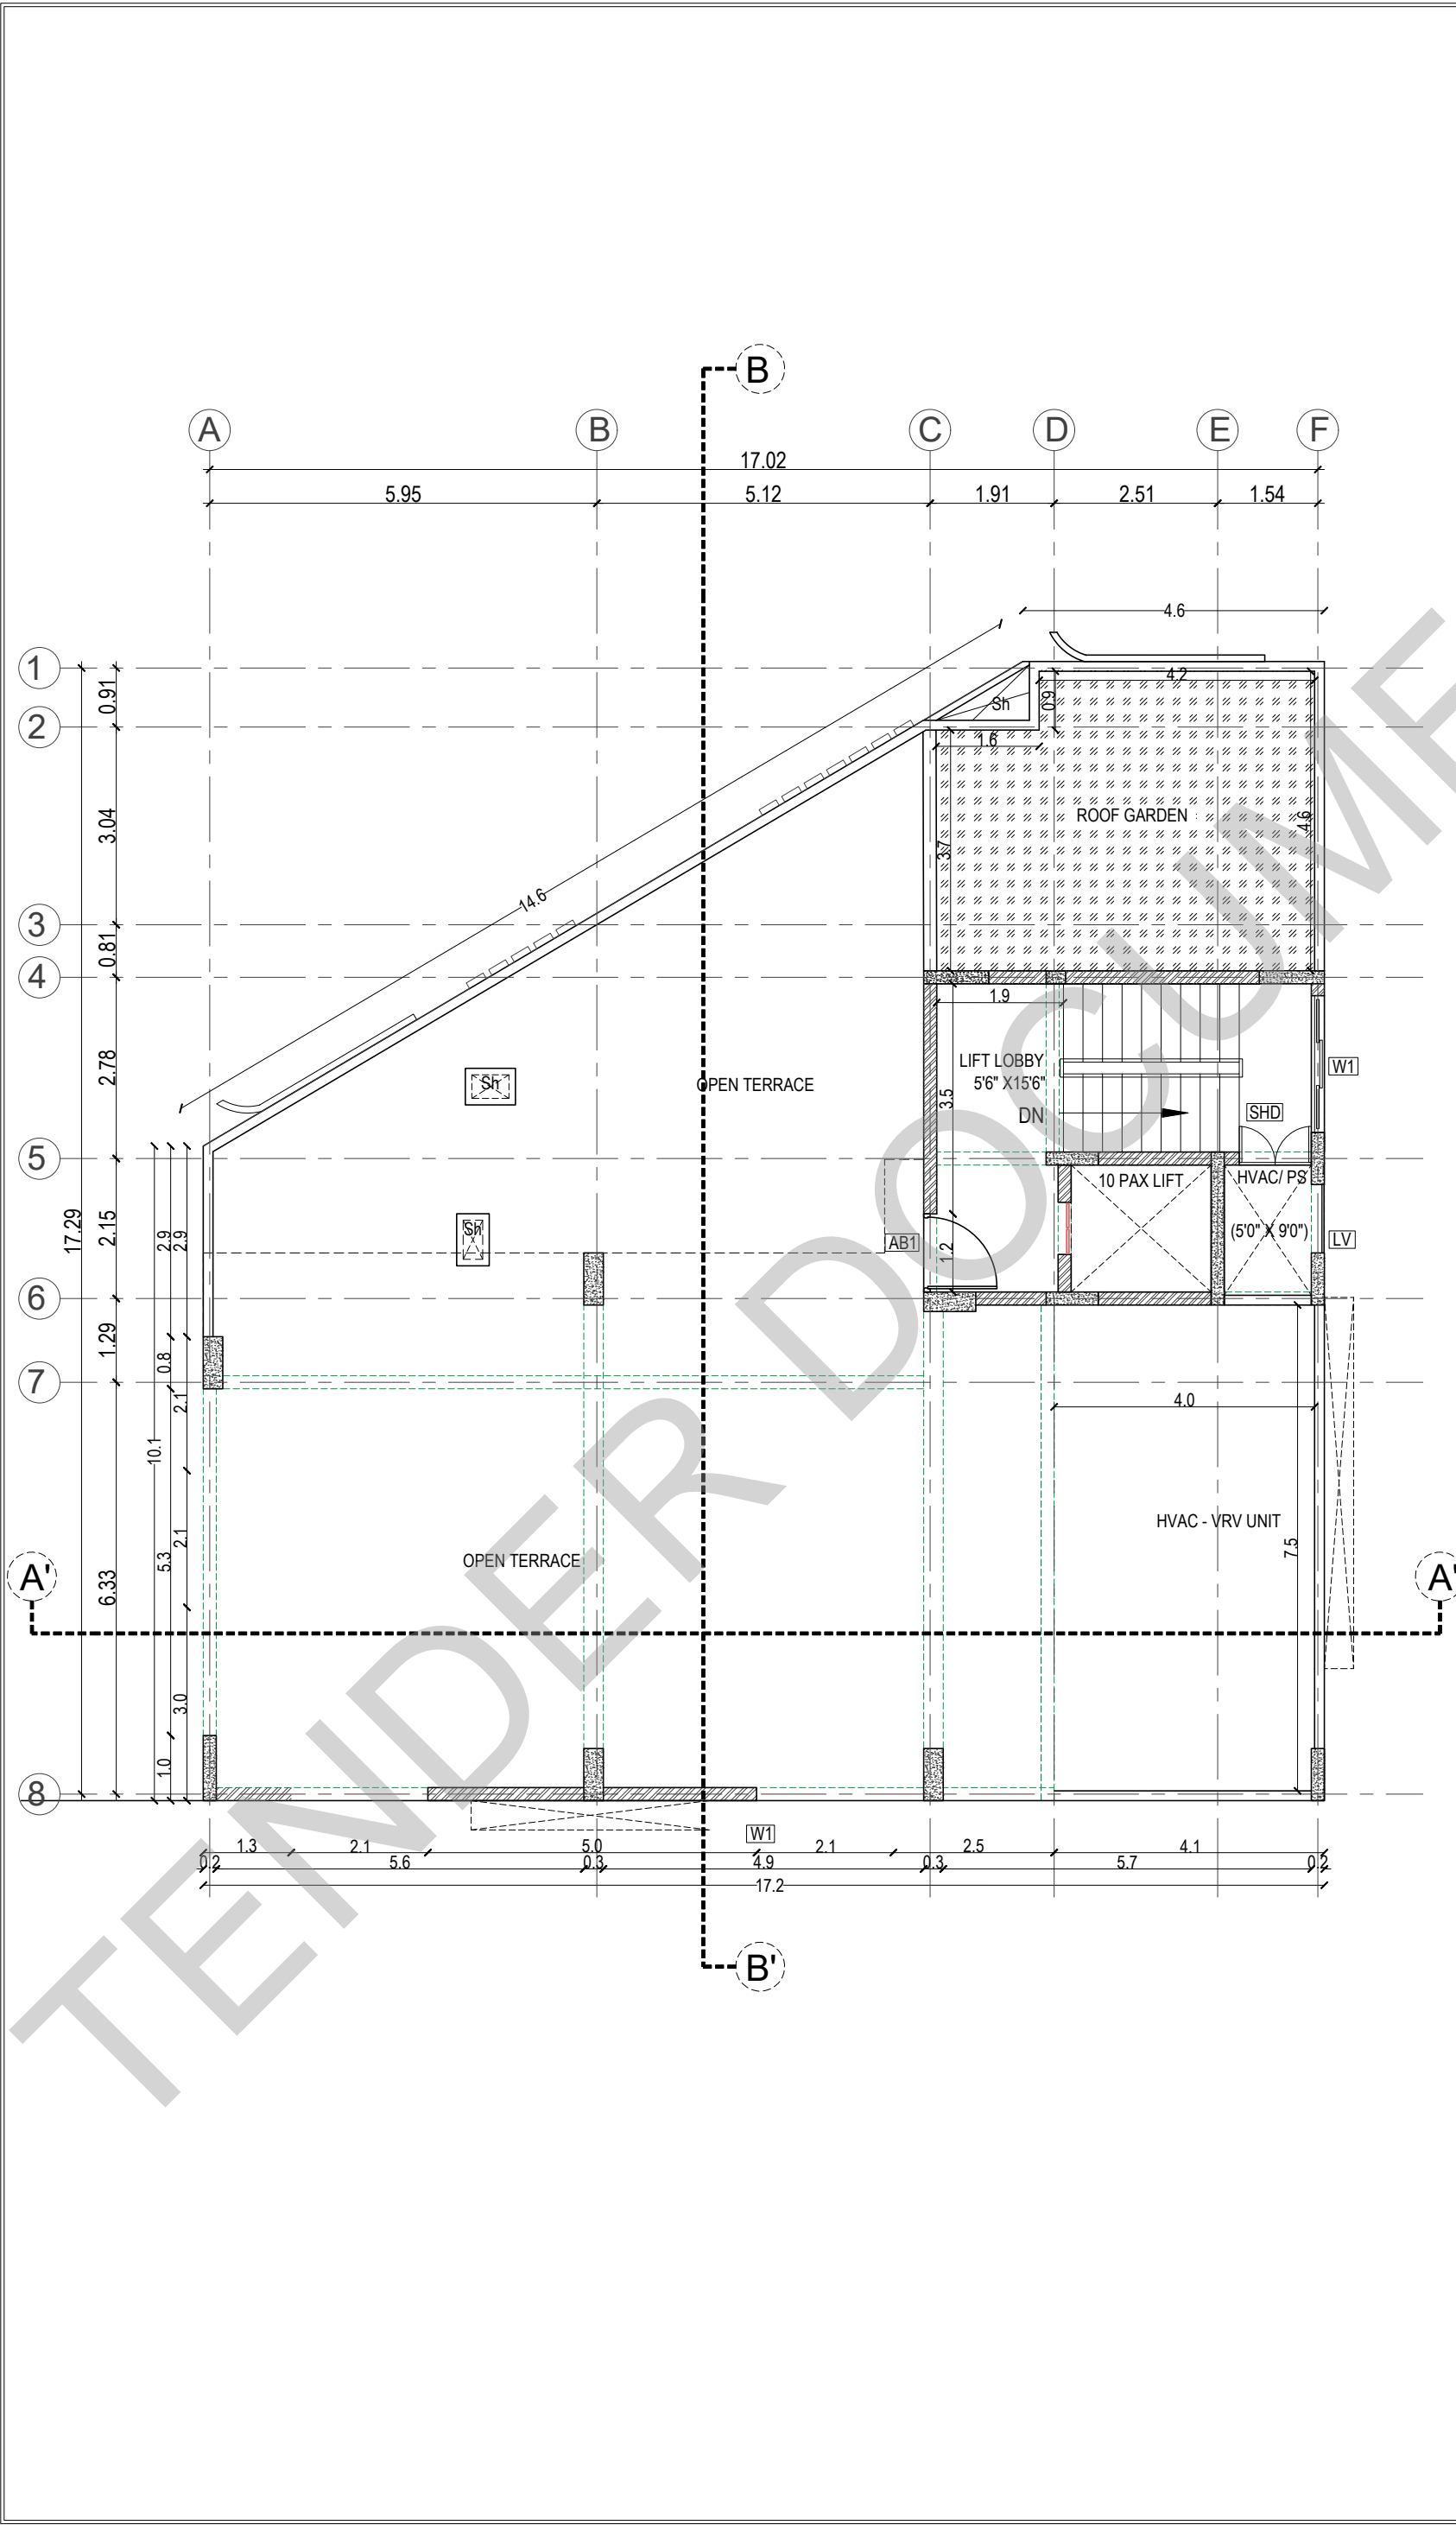 B
A
B
C
D
E
F
17.02
5.95
5.12
1.91
2.51
1.54
4.6
1
2
3
4
5
6
7
8
0.91
3.04
0.81
2.78
17.29
2.15
1.29
6.33
Sh
4.2
0.9
1.6
ROOF GARDEN
4.6
3.7
14.6
1.9
LIFT LOBBY
5'6" X15'6"
3.5
DN
W1
SHD
Sh
OPEN TERRACE
10 PAX LIFT
HVAC/ PS
(5'0" X 9'0")
LV
Sh
AB1
1.2
2.9
2.9
0.8
2.1
10.1
5.3
2.1
3.0
1.0
4.0
HVAC - VRV UNIT
7.5
OPEN TERRACE
A'
A'
W1
1.3
2.1
5.0
2.1
2.5
4.1
0.2
5.6
0.3
4.9
0.3
5.7
0.2
17.2
B'
TENDER DOCUME